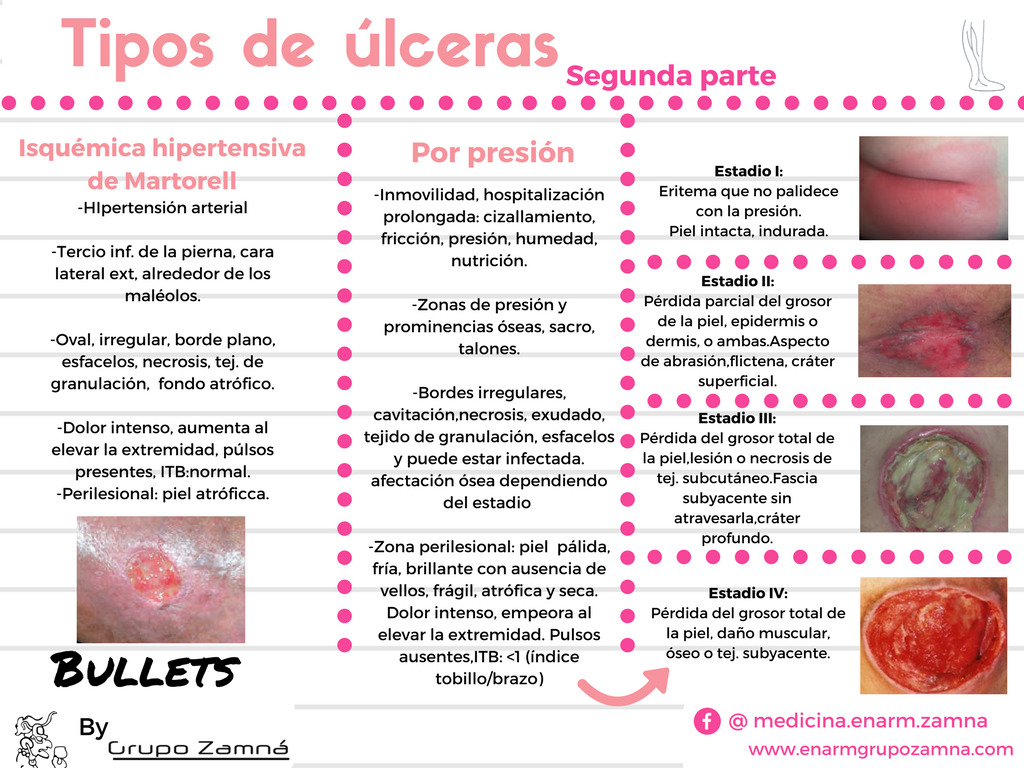 Tipos de úlceras
Segunda parte
Isquémica hipertensiva
de Martorell
-HIpertensión arterial
-Tercio inf. de la pierna, cara
lateral ext, alrededor de los
maléolos.
-Oval, irregular, borde plano,
esfacelos, necrosis, tej. de
granulación, fondo atrófico.
-Dolor intenso, aumenta al
elevar la extremidad, púlsos
presentes, ITB:normal.
-Perilesional: piel atróficca.
Bullets
By
Grupo Zamná
Por presión
-Inmovilidad, hospitalización
prolongada: cizallamiento,
fricción, presión, humedad,
nutrición.
-Zonas de presión y
prominencias óseas, sacro,
talones.
-Bordes irregulares,
cavitación,necrosis, exudado,
tejido de granulación, esfacelos
y puede estar infectada.
afectación ósea dependiendo
del estadio
-Zona perilesional: piel pálida,
fría, brillante con ausencia de
vellos, frágil, atrófica y seca.
Dolor intenso, empeora al
elevar la extremidad. Pulsos
ausentes,ITB: <1 (índice
tobillo/brazo)
Estadio I:
Eritema que no palidece
con la presión.
Piel intacta, indurada.
Estadio II:
Pérdida parcial del grosor
de la piel, epidermis o
dermis, o ambas.Aspecto
de abrasión,flictena, cráter
superficial.
Estadio III:
Pérdida del grosor total de
la piel,lesión o necrosis de
tej. subcutáneo.Fascia
subyacente sin
atravesarla,cráter
profundo.
Estadio IV:
Pérdida del grosor total de
la piel, daño muscular,
óseo o tej. subyacente.
@ medicina.enarm.zamna
www.enarmgrupozamna.com